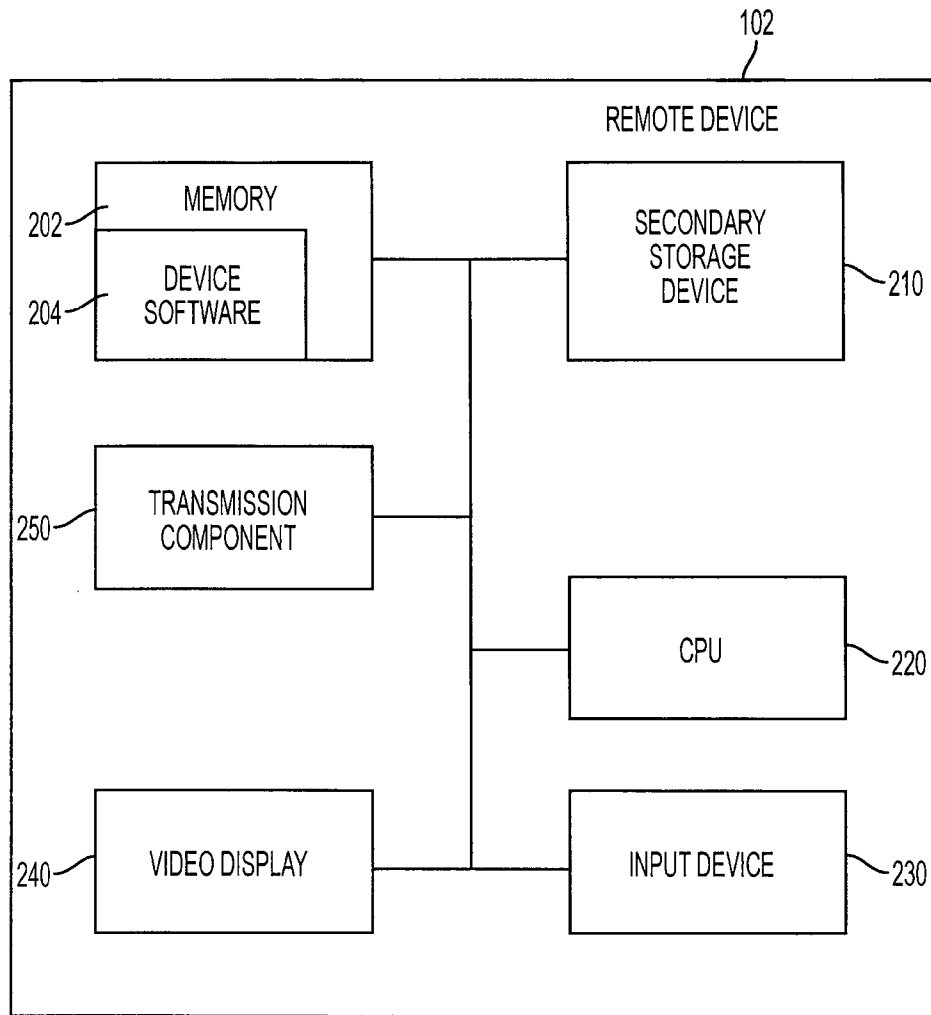 102
REMOTE DEVICE
MEMORY
202
SECONDARY
STORAGE
DEVICE
210
DEVICE
SOFTWARE
204
TRANSMISSION
COMPONENT
250
CPU
220
VIDEO DISPLAY
240
INPUT DEVICE
230